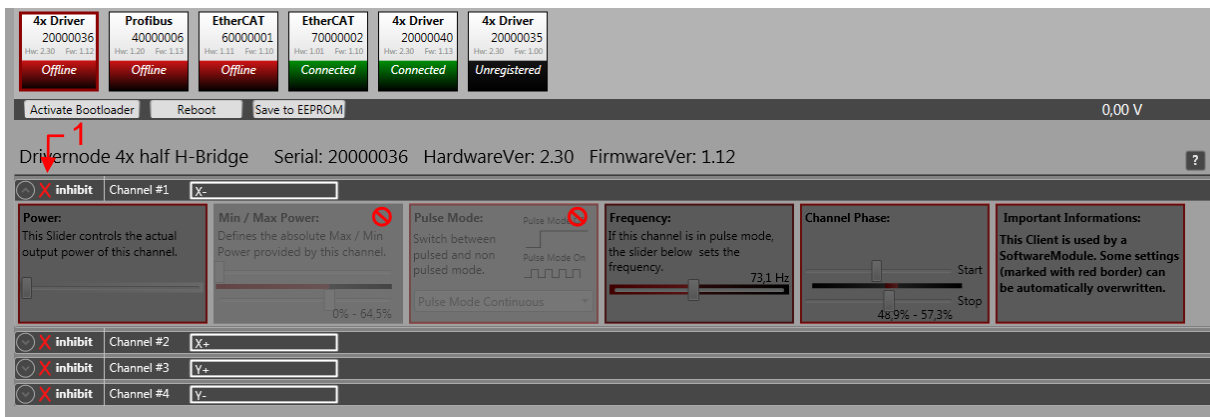 4x Driver
20000036
Hw: 2.30 Fw: 1.12
Offline
Profibus
40000006
Hw: 1.20 Fw: 1.13
Offline
EtherCAT
60000001
Hw: 1.11 Fw: 1.10
Offline
EtherCAT
70000002
Hw: 1.01 Fw: 1.10
Connected
4x Driver
20000040
Hw: 2.30 Fw: 1.13
Connected
4x Driver
20000035
Hw: 2.30 Fw: 1.00
Unregistered
Activate Bootloader Reboot Save to EEPROM 0,00 V
1
Drivernode 4x half H-Bridge Serial: 20000036 HardwareVer: 2.30 FirmwareVer: 1.12 ?
X inhibit Channel #1 X-
Power:
This Slider controls the actual
output power of this channel.
Min / Max Power:
Defines the absolute Max / Min
Power provided by this channel.
0% - 64,5%
Pulse Mode:
Switch between
pulsed and non
pulsed mode.
Pulse Mode
Pulse Mode On
Pulse Mode Continuous
Frequency:
If this channel is in pulse mode,
the slider below sets the
frequency.
73,1 Hz
Channel Phase:
Start
Stop
48,9% - 57,3%
Important Informations:
This Client is used by a
SoftwareModule. Some settings
(marked with red border) can
be automatically overwritten.
X inhibit Channel #2 X+
X inhibit Channel #3 Y+
X inhibit Channel #4 Y-